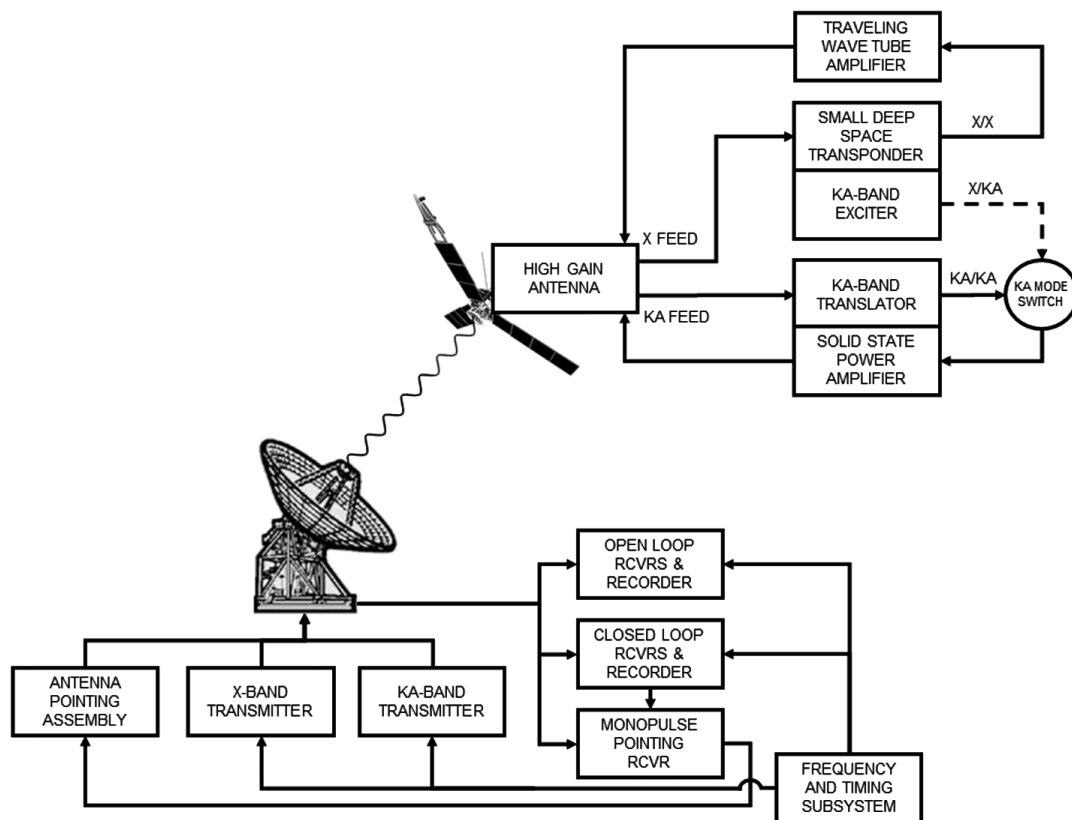 TRAVELING
WAVE TUBE
AMPLIFIER
SMALL DEEP
SPACE
TRANSPONDER
X/X
KA-BAND
EXCITER
X/KA
X FEED
HIGH GAIN
ANTENNA
KA FEED
KA-BAND
TRANSLATOR
KA/KA
KA MODE
SWITCH
SOLID STATE
POWER
AMPLIFIER
OPEN LOOP
RCVRS &
RECORDER
CLOSED LOOP
RCVRS &
RECORDER
ANTENNA
POINTING
ASSEMBLY
X-BAND
TRANSMITTER
KA-BAND
TRANSMITTER
MONOPULSE
POINTING
RCVR
FREQUENCY
AND TIMING
SUBSYSTEM